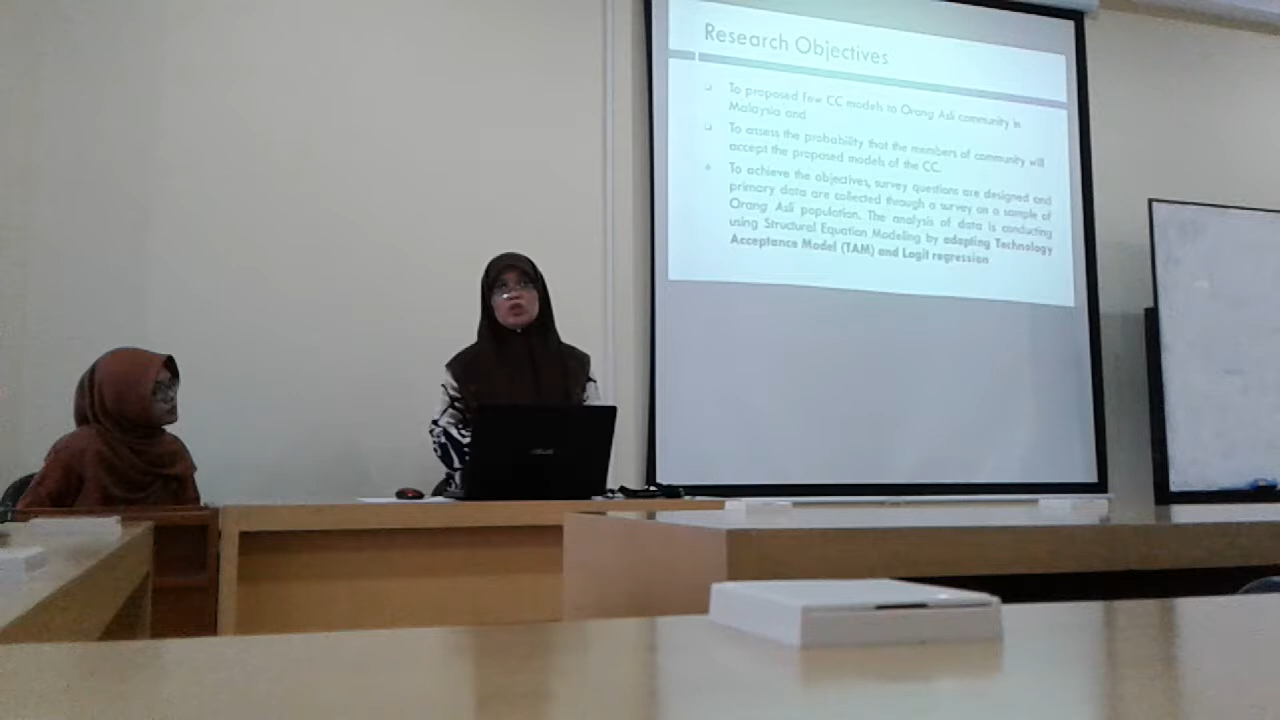 Research Objectives
To proposed few CC models to Orang Asli community in
Malaysia and
To assess the probability that the members of community will
accept the proposed models of the CC.
To achieve the objectives, survey questions are designed and
primary data are collected through a survey on a sample of
Orang Asli population. The analysis of data is conducting
using Structural Equation Modeling by adapting Technology
Acceptance Model (TAM) and Logit regression